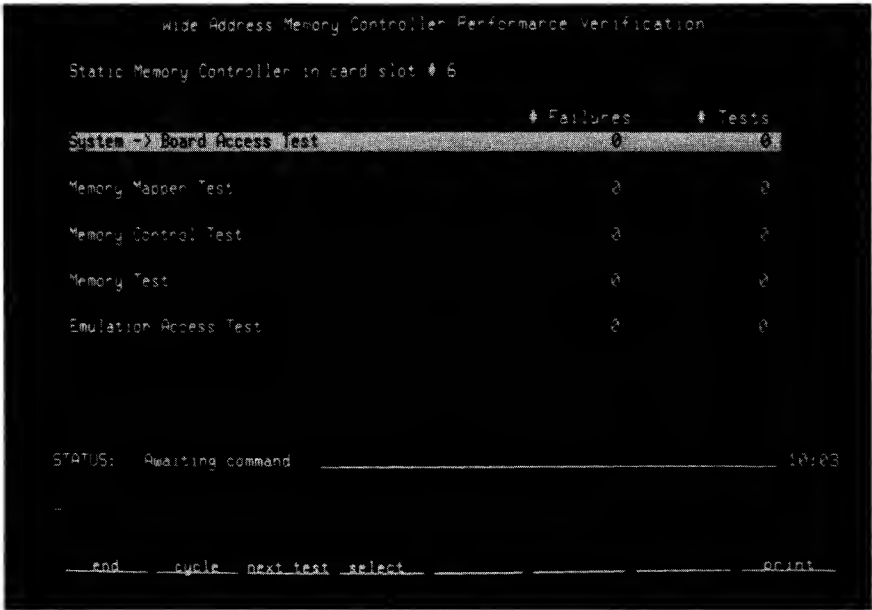 Wide Address Memory Controller Performance Verification
Static Memory Controller in card slot # 6
# Failures # Tests
System -> Board Access Test 0 0
Memory Mapper Test 0 0
Memory Control Test 0 0
Memory Test 0 0
Emulation Access Test 0 0
STATUS: Awaiting command 10:03
end cycle next test select print